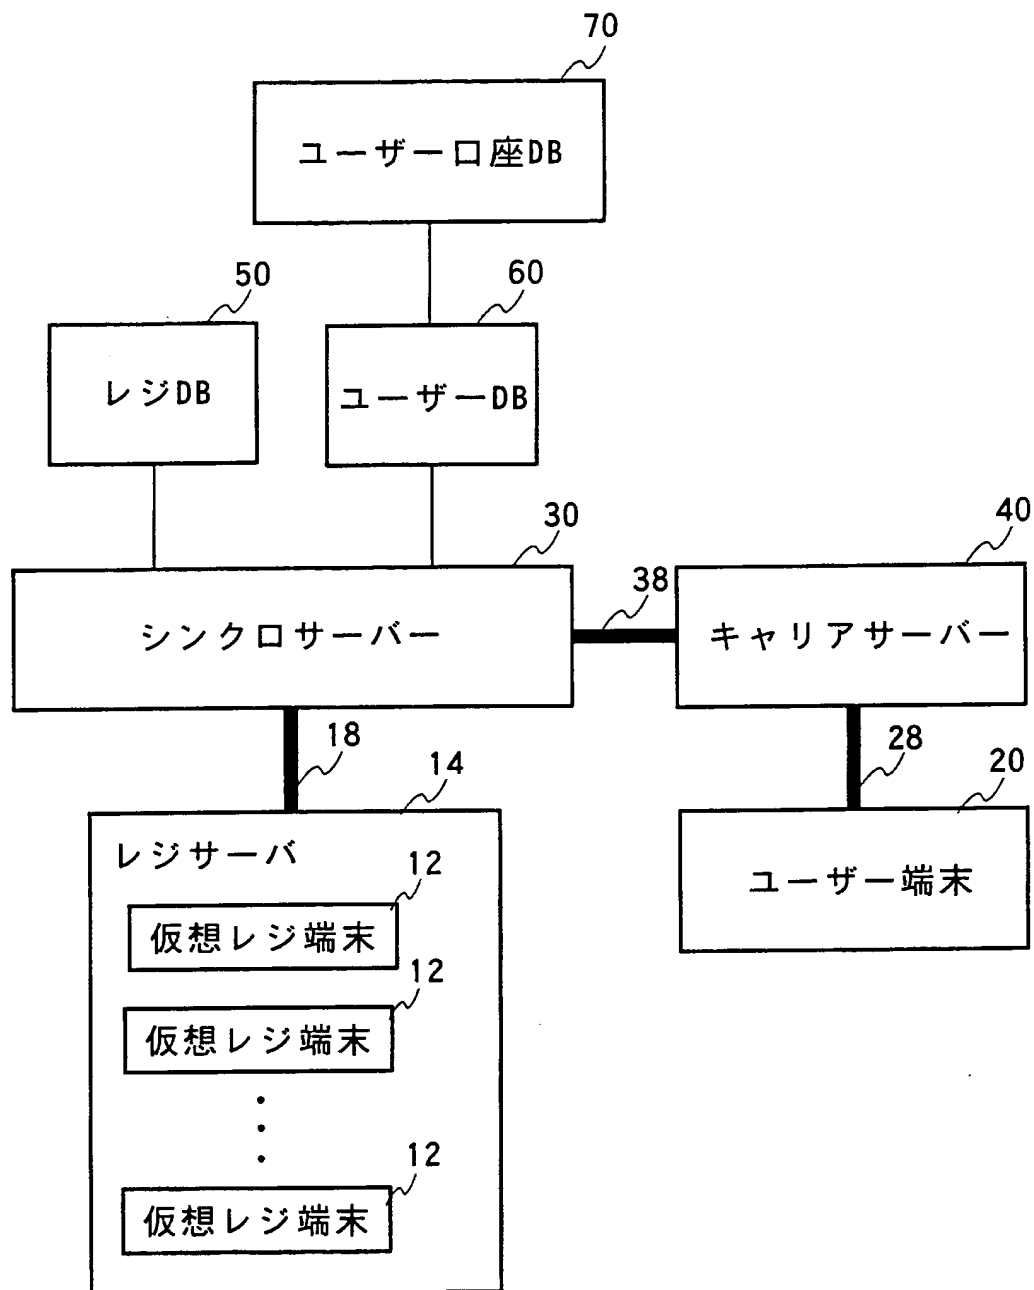 70
ユーザー口座DB
50
60
レジDB
ユーザーDB
30
40
38
シンクロサーバー
キャリアサーバー
18
28
14
20
レジサーバ
ユーザー端末
12
仮想レジ端末
12
仮想レジ端末
12
仮想レジ端末